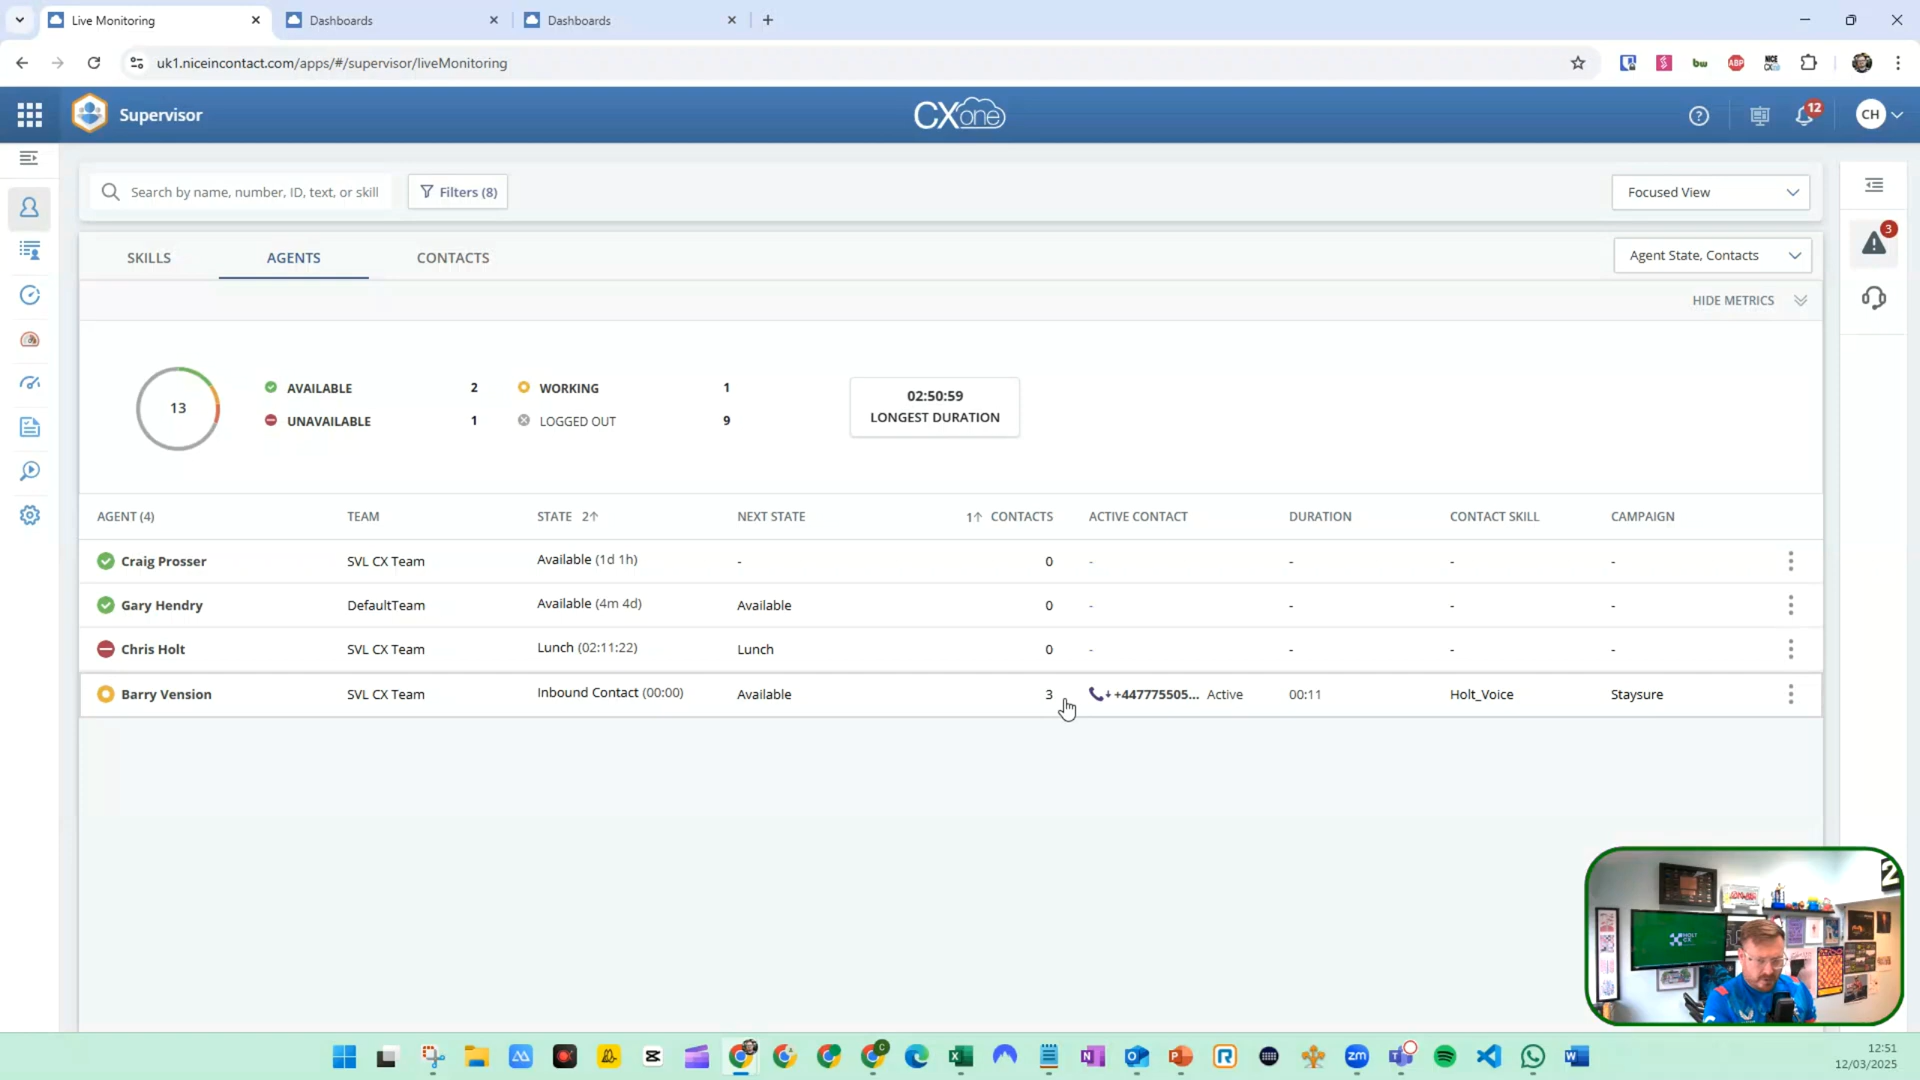 Live Monitoring
Dashboards
Dashboards
uk1.niceincontact.com/apps/#/supervisor/liveMonitoring
bw
ABP
Supervisor
CXone
12
CH
Search by name, number, ID, text, or skill
Filters (8)
Focused View
3
SKILLS
AGENTS
CONTACTS
Agent State, Contacts
HIDE METRICS
13
AVAILABLE 2
WORKING 1
UNAVAILABLE 1
LOGGED OUT 9
02:50:59
LONGEST DURATION
AGENT (4) TEAM STATE 2↑ NEXT STATE 1↑ CONTACTS ACTIVE CONTACT DURATION CONTACT SKILL CAMPAIGN
Craig Prosser SVL CX Team Available (1d 1h) - 0 - - - -
Gary Hendry DefaultTeam Available (4m 4d) Available 0 - - - -
Chris Holt SVL CX Team Lunch (02:11:22) Lunch 0 - - - -
Barry Vension SVL CX Team Inbound Contact (00:00) Available 3 +447775505... Active 00:11 Holt_Voice Staysure
2
HOLT
CX
12:51
12/03/2025